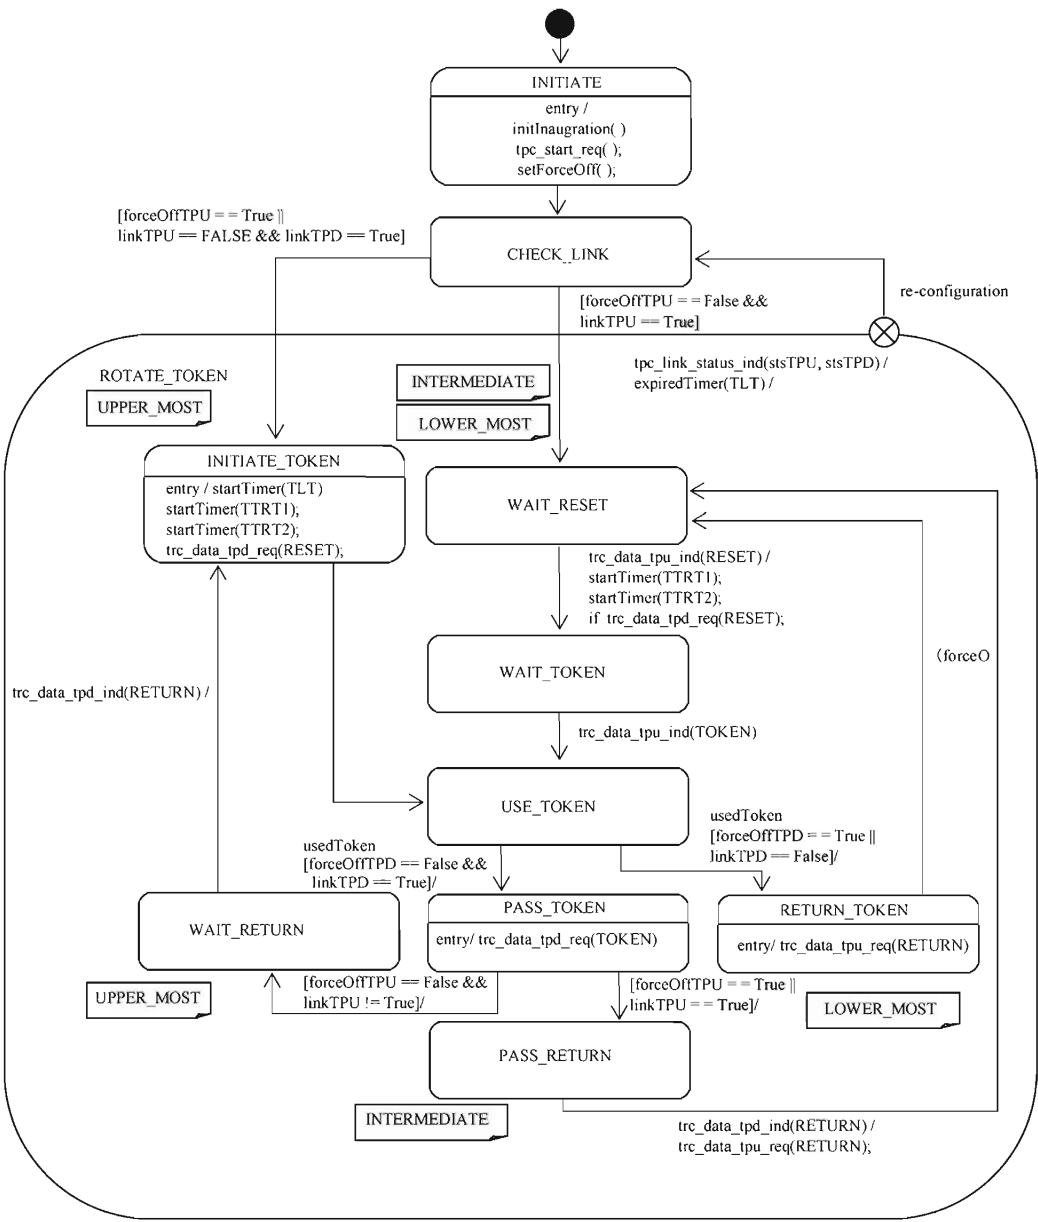 INITIATE
entry /
initInaugration( )
tpc_start_req( );
setForceOff( );
[forceOffTPU = = True ||
linkTPU == FALSE && linkTPD == True]
CHECK_LINK
re-configuration
[forceOffTPU = = False &&
linkTPU == True]
tpc_link_status_ind(stsTPU, stsTPD) /
expiredTimer(TLT) /
ROTATE_TOKEN
UPPER_MOST
INTERMEDIATE
LOWER_MOST
INITIATE_TOKEN
entry / startTimer(TLT)
startTimer(TTRT1);
startTimer(TTRT2);
trc_data_tpd_req(RESET);
WAIT_RESET
trc_data_tpu_ind(RESET) /
startTimer(TTRT1);
startTimer(TTRT2);
if trc_data_tpd_req(RESET);
WAIT_TOKEN
(forceO
trc_data_tpd_ind(RETURN) /
trc_data_tpu_ind(TOKEN)
USE_TOKEN
usedToken
[forceOffTPD == False &&
linkTPD == True]/
usedToken
[forceOffTPD = = True ||
linkTPD == False]/
WAIT_RETURN
PASS_TOKEN
entry/ trc_data_tpd_req(TOKEN)
RETURN_TOKEN
entry/ trc_data_tpu_req(RETURN)
UPPER_MOST
[forceOffTPU == False &&
linkTPU != True]/
[forceOffTPU == True ||
linkTPU == True]/
LOWER_MOST
PASS_RETURN
INTERMEDIATE
trc_data_tpd_ind(RETURN) /
trc_data_tpu_req(RETURN);